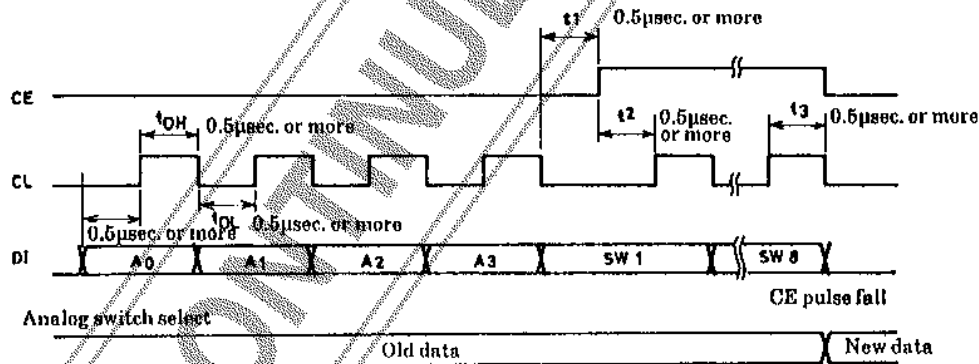 t1 0.5µsec. or more
CE
tϕH 0.5µsec. or more
t2 0.5µsec. or more
t3 0.5µsec or more
CL
0.5µsec. or more
tϕL 0.5µsec. or more
DI A0 A1 A2 A3 SW 1 SW 8
CE pulse fall
Analog switch select
Old data New data